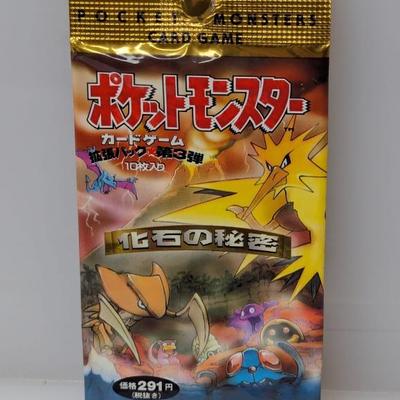 POCKET MONSTERS
CARD GAME
ポケットモンスター
TM
カードゲーム
拡張パック★第3弾
10枚入り
化石の秘密
価格291円
(税抜き)